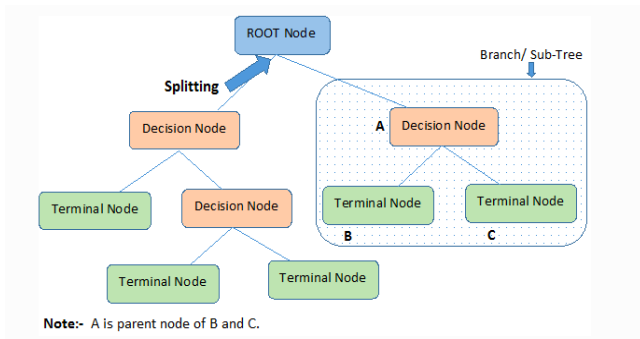 ROOT Node
Branch/ Sub-Tree
Splitting
Decision Node
A
Decision Node
Terminal Node
Decision Node
Terminal Node
Terminal Node
B
C
Terminal Node
Terminal Node
Note:- A is parent node of B and C.